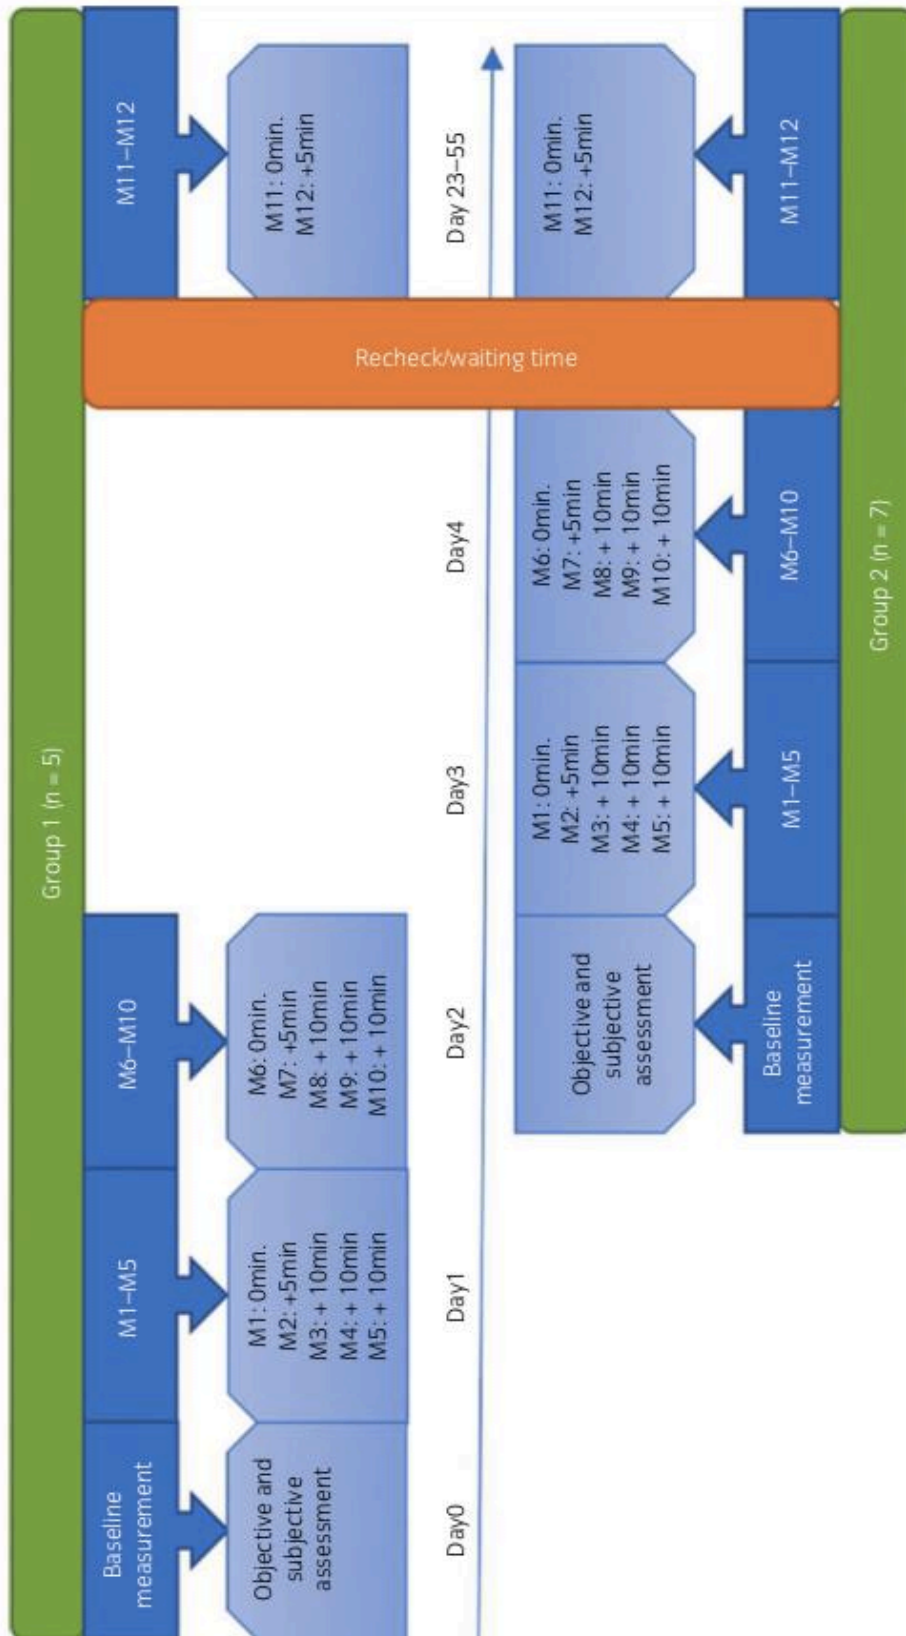 Group 1 (n = 5)
Baseline
measurement
M1–M5
M6–M10
M11–M12
Objective and
subjective
assessment
M1: 0min.
M2: +5min
M3: + 10min
M4: + 10min
M5: + 10min
M6: 0min.
M7: +5min
M8: + 10min
M9: + 10min
M10: + 10min
M11: 0min.
M12: +5min
Recheck/waiting time
Day0
Day1
Day2
Day3
Day4
Day 23–55
Objective and
subjective
assessment
M1: 0min.
M2: +5min
M3: + 10min
M4: + 10min
M5: + 10min
M6: 0min.
M7: +5min
M8: + 10min
M9: + 10min
M10: + 10min
M11: 0min.
M12: +5min
Baseline
measurement
M1–M5
M6–M10
M11–M12
Group 2 (n = 7)